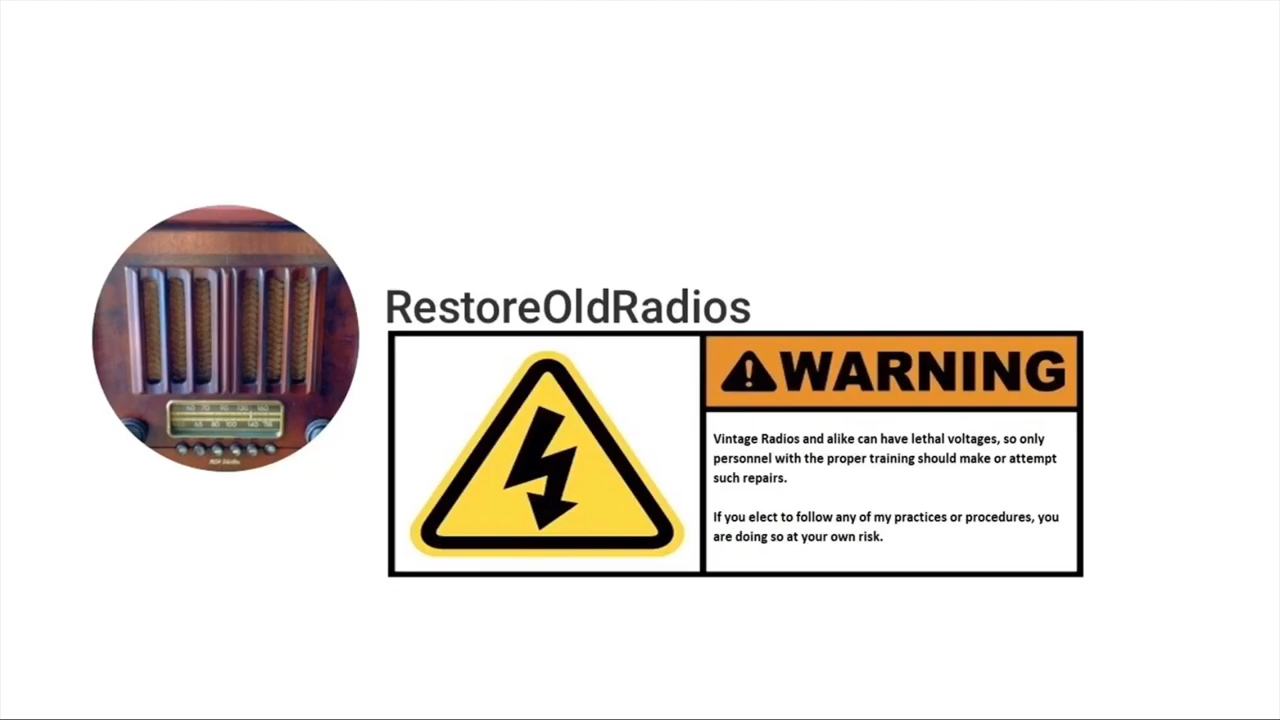 RestoreOldRadios
WARNING
Vintage Radios and alike can have lethal voltages, so only
personnel with the proper training should make or attempt
such repairs.
If you elect to follow any of my practices or procedures, you
are doing so at your own risk.